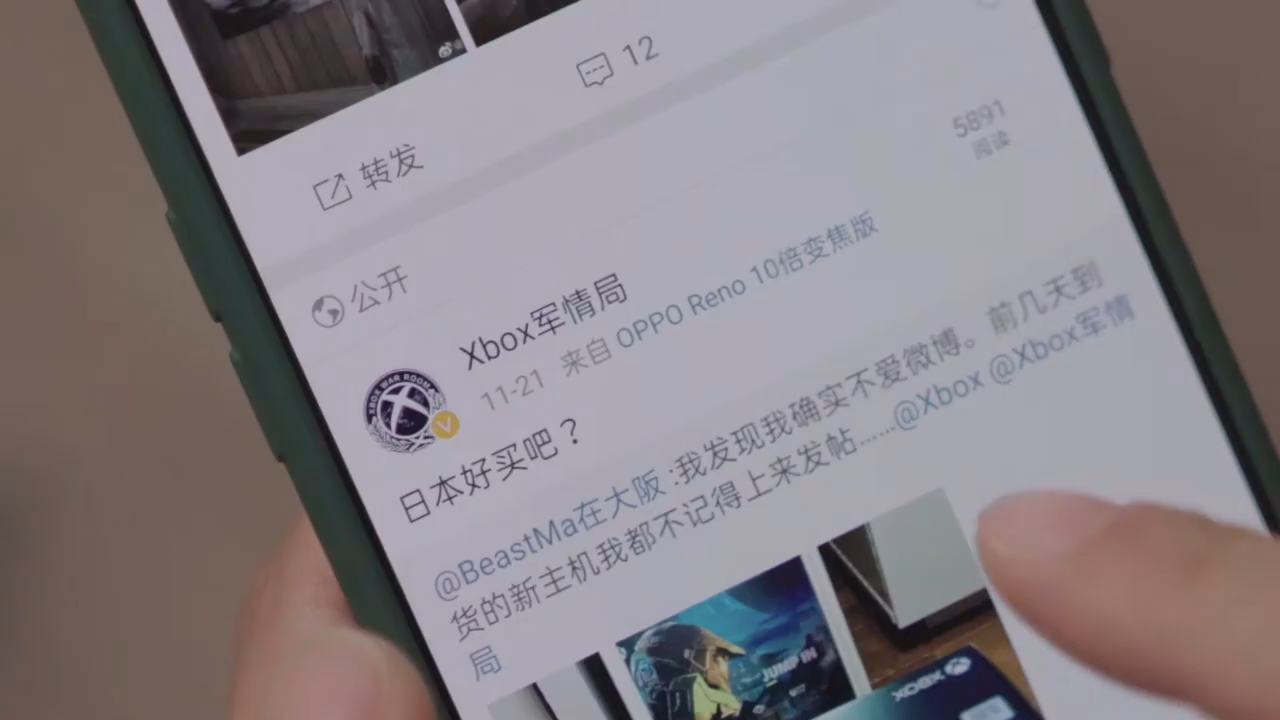 12
转发
5891
阅读
公开
Xbox军情局
11-21 来自 OPPO Reno 10倍变焦版
XBOX WAR ROOM
日本好买吧？
@BeastMa在大阪 :我发现我确实不爱微博。前几天到
货的新主机我都不记得上来发帖......@Xbox @Xbox军情
局
JUMP IN
XBOX